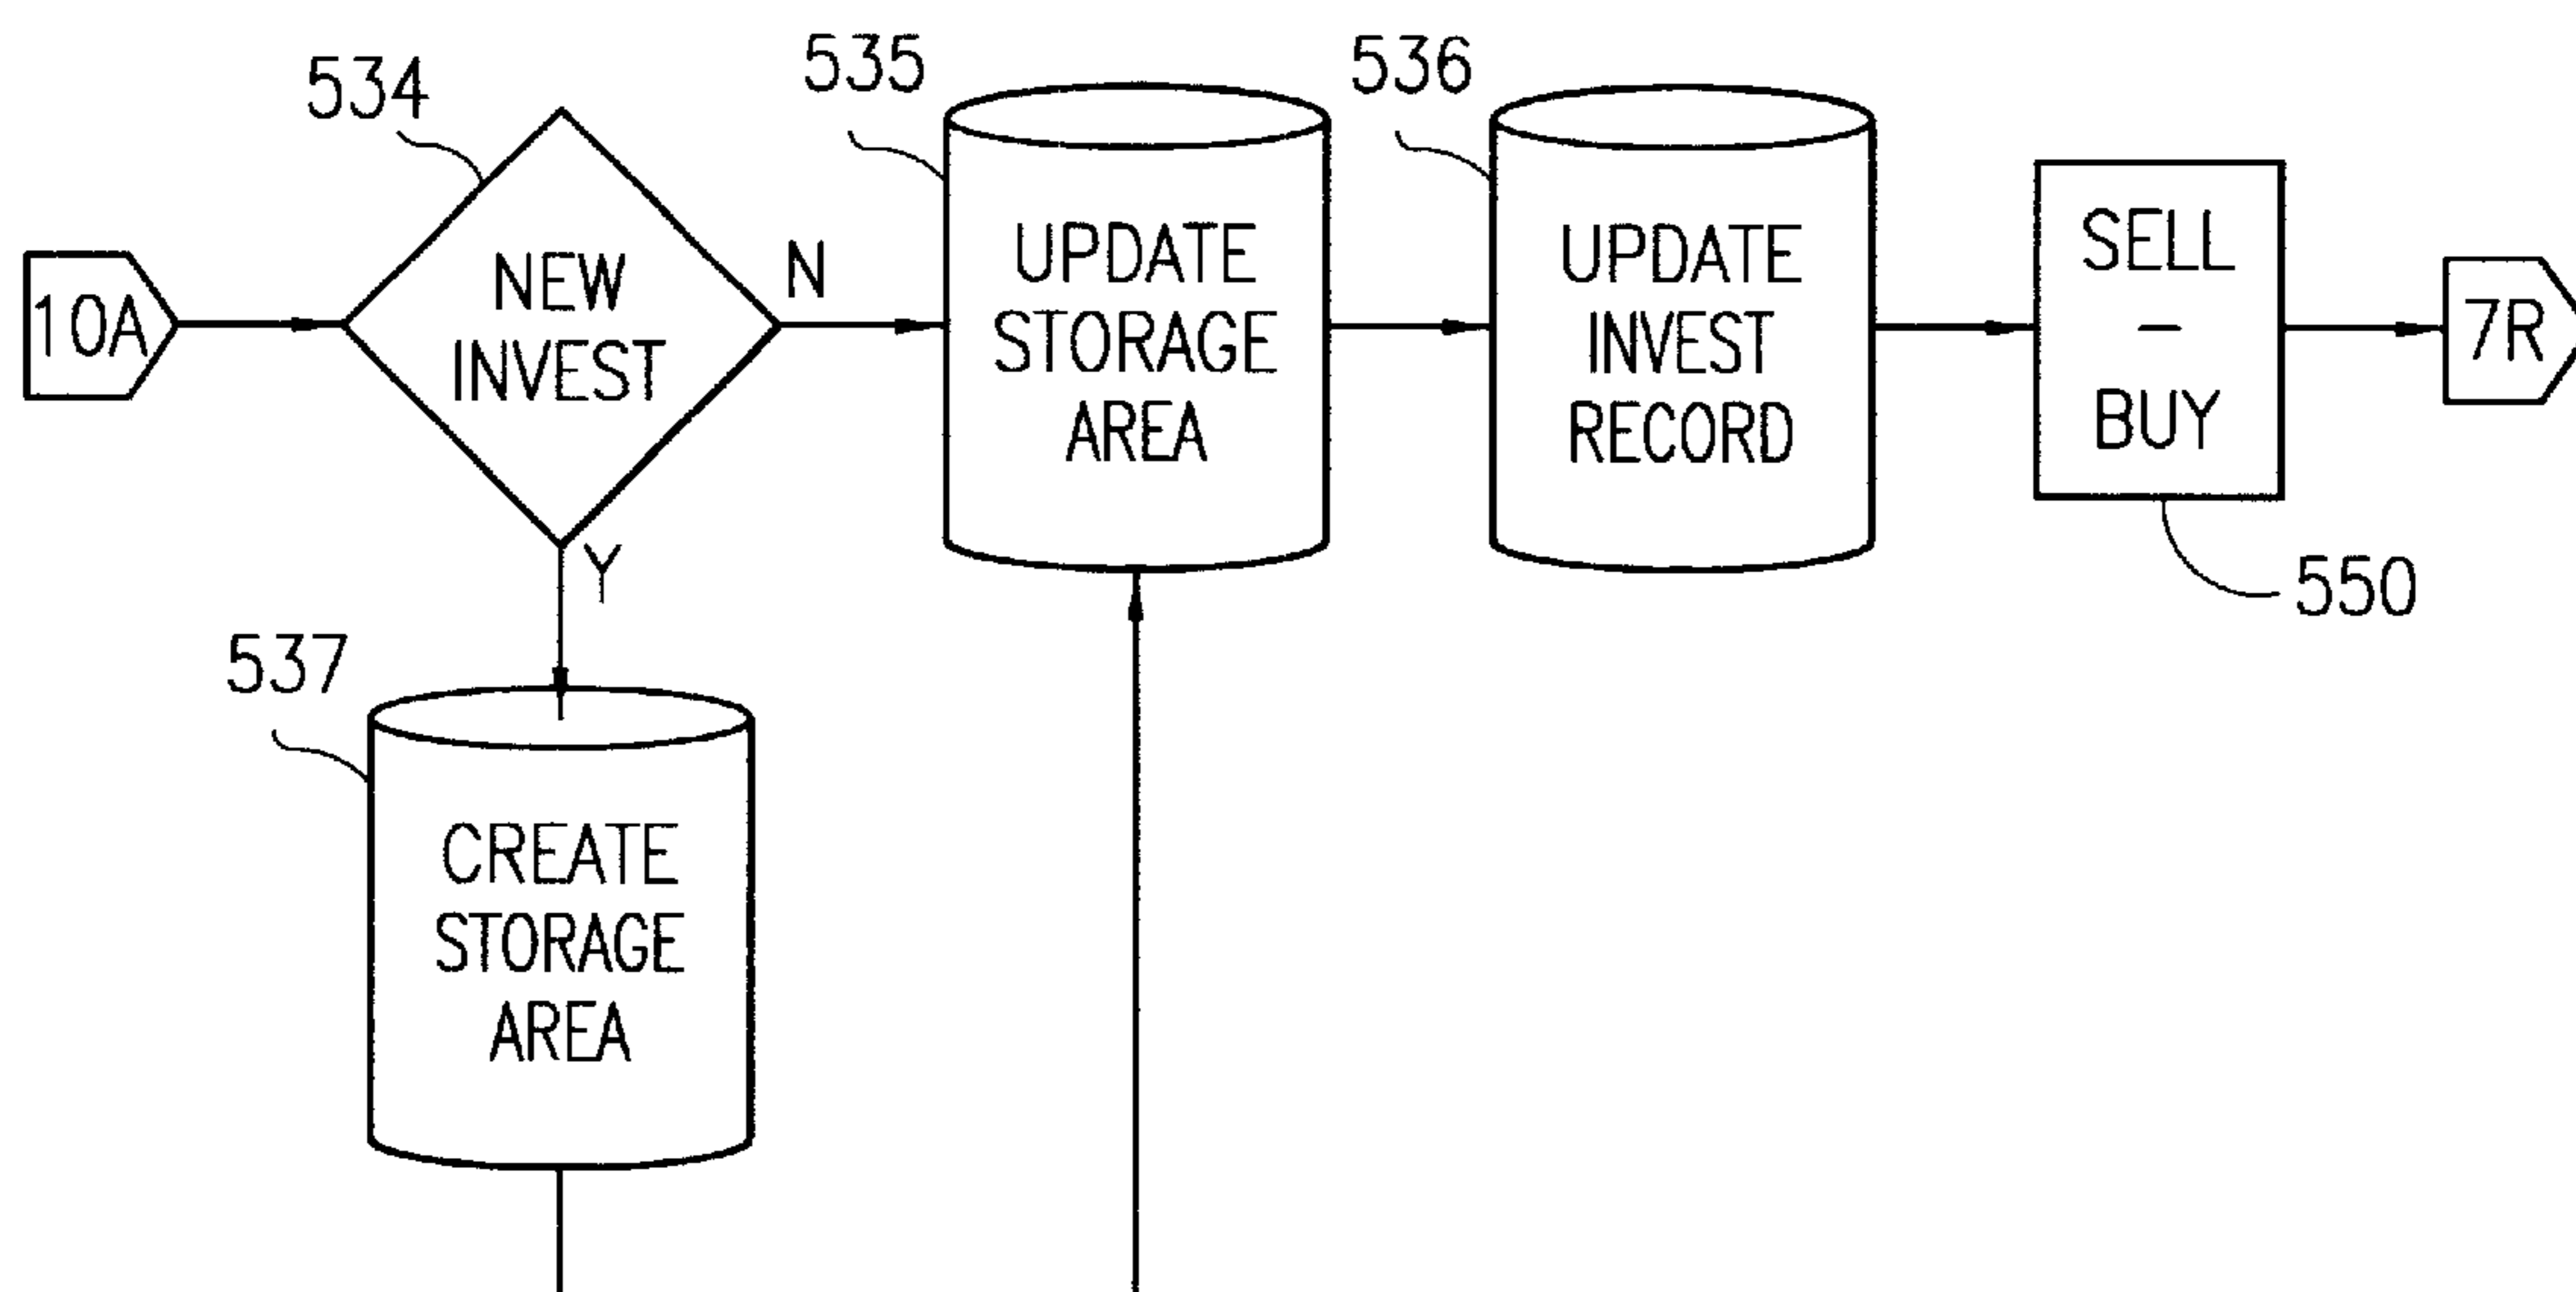 534
535
536
10A
NEW
INVEST
N
Y
UPDATE
STORAGE
AREA
UPDATE
INVEST
RECORD
SELL
-
BUY
7R
550
537
CREATE
STORAGE
AREA